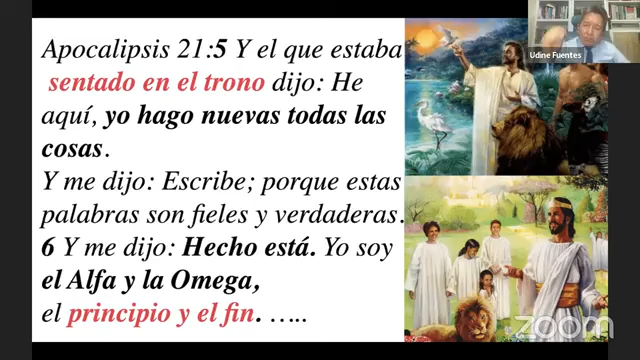 Apocalipsis 21:5 Y el que estaba
sentado en el trono dijo: He
aquí, yo hago nuevas todas las
cosas.
Y me dijo: Escribe; porque estas
palabras son fieles y verdaderas.
6 Y me dijo: Hecho está. Yo soy
el Alfa y la Omega,
el principio y el fin. …..
Udine Fuentes
zoom